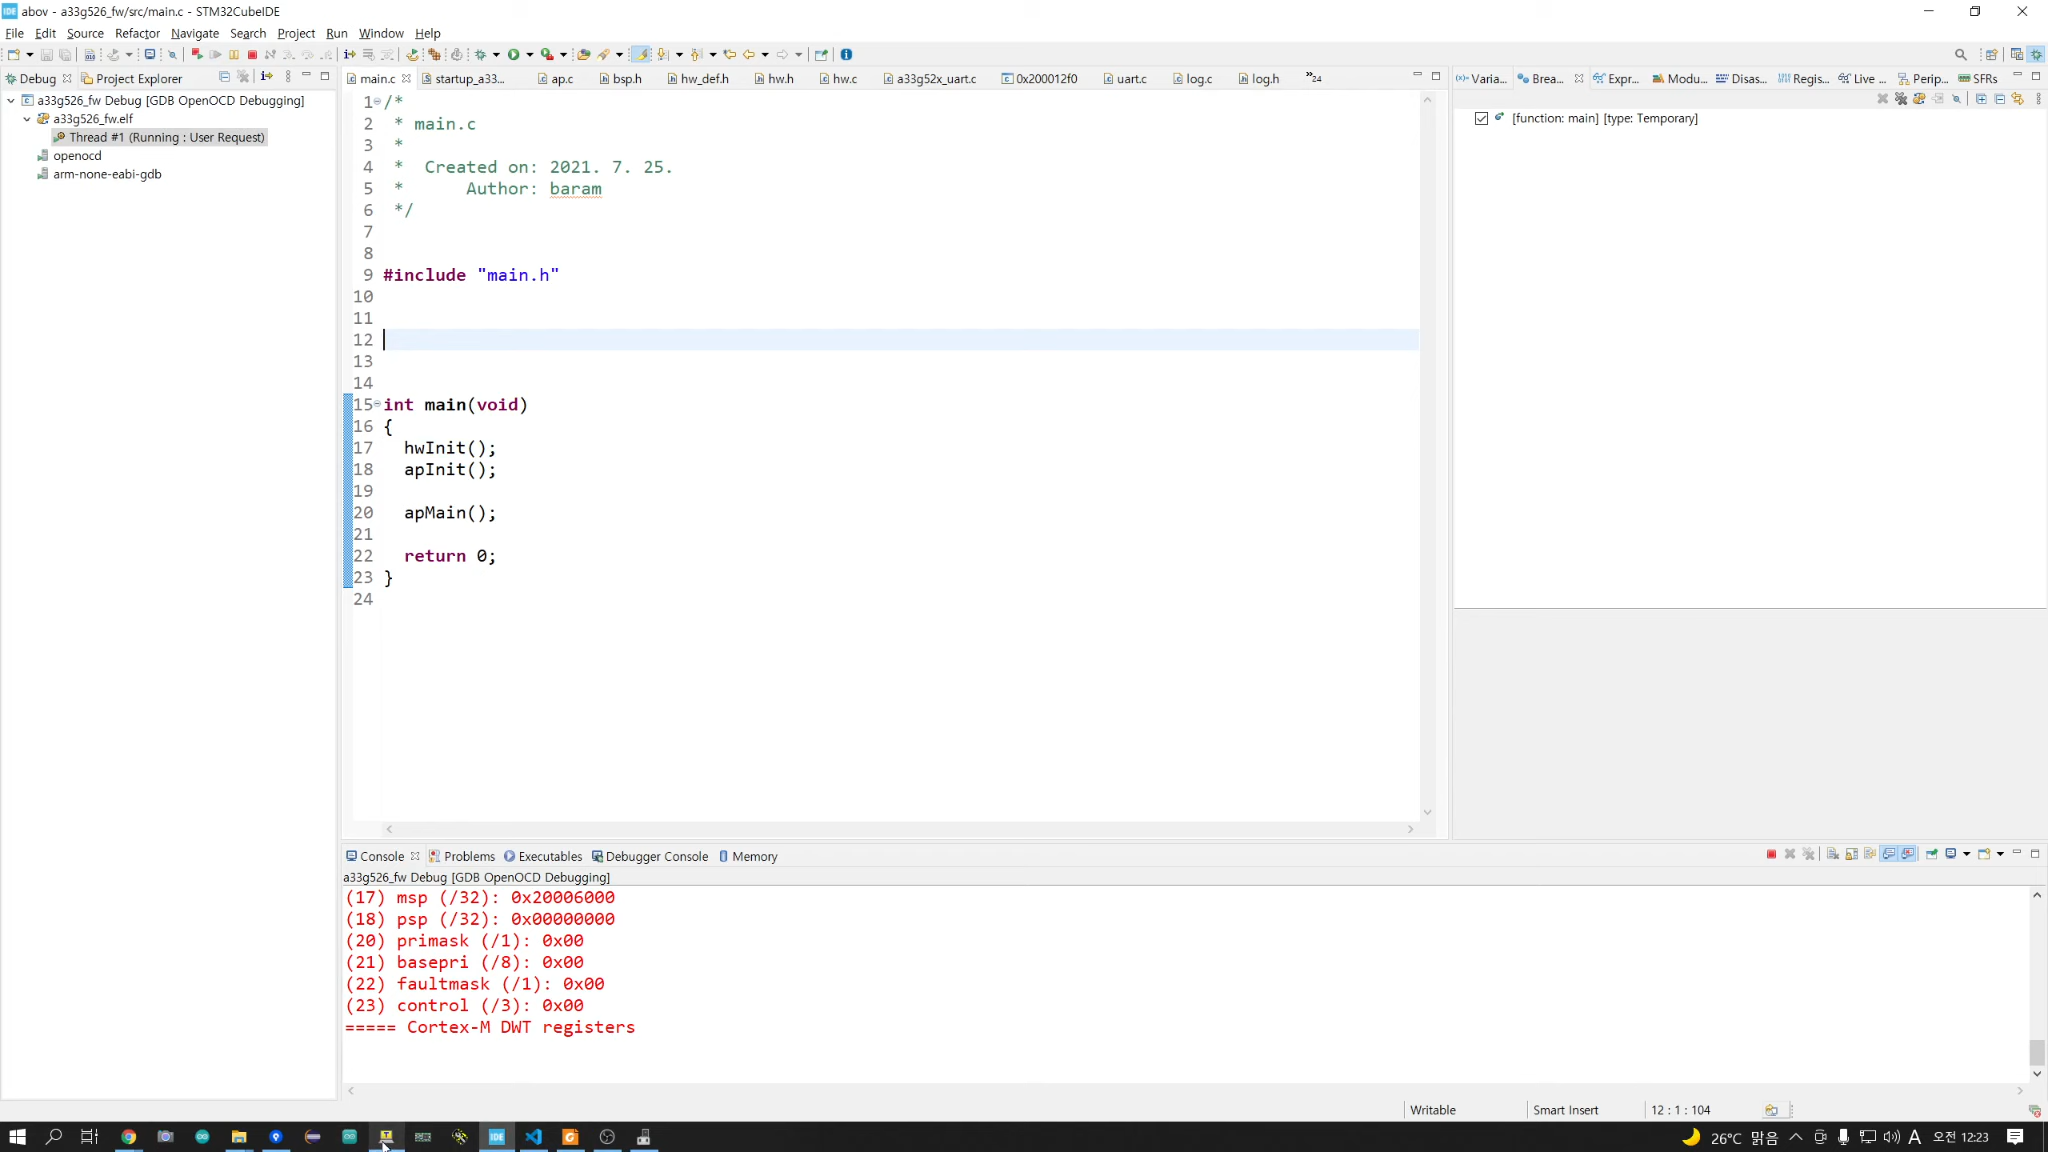 abov - a33g526_fw/src/main.c - STM32CubeIDE
File Edit Source Refactor Navigate Search Project Run Window Help
Debug Project Explorer
a33g526_fw Debug [GDB OpenOCD Debugging]
a33g526_fw.elf
Thread #1 (Running : User Request)
openocd
arm-none-eabi-gdb
main.c startup_a33... ap.c bsp.h hw_def.h hw.h hw.c a33g52x_uart.c 0x200012f0 uart.c log.c log.h »24
1 /*
2 * main.c
3 *
4 * Created on: 2021. 7. 25.
5 * Author: baram
6 */
7
8
9 #include "main.h"
10
11
12
13
14
15 int main(void)
16 {
17 hwInit();
18 apInit();
19
20 apMain();
21
22 return 0;
23 }
24
(x)= Varia... Brea... Expr... Modu... Disas... Regis... Live ... Perip... SFRs
[function: main] [type: Temporary]
Console Problems Executables Debugger Console Memory
a33g526_fw Debug [GDB OpenOCD Debugging]
(17) msp (/32): 0x20006000
(18) psp (/32): 0x00000000
(20) primask (/1): 0x00
(21) basepri (/8): 0x00
(22) faultmask (/1): 0x00
(23) control (/3): 0x00
===== Cortex-M DWT registers
Writable Smart Insert 12 : 1 : 104
IDE 26°C 맑음 A 오전 12:23